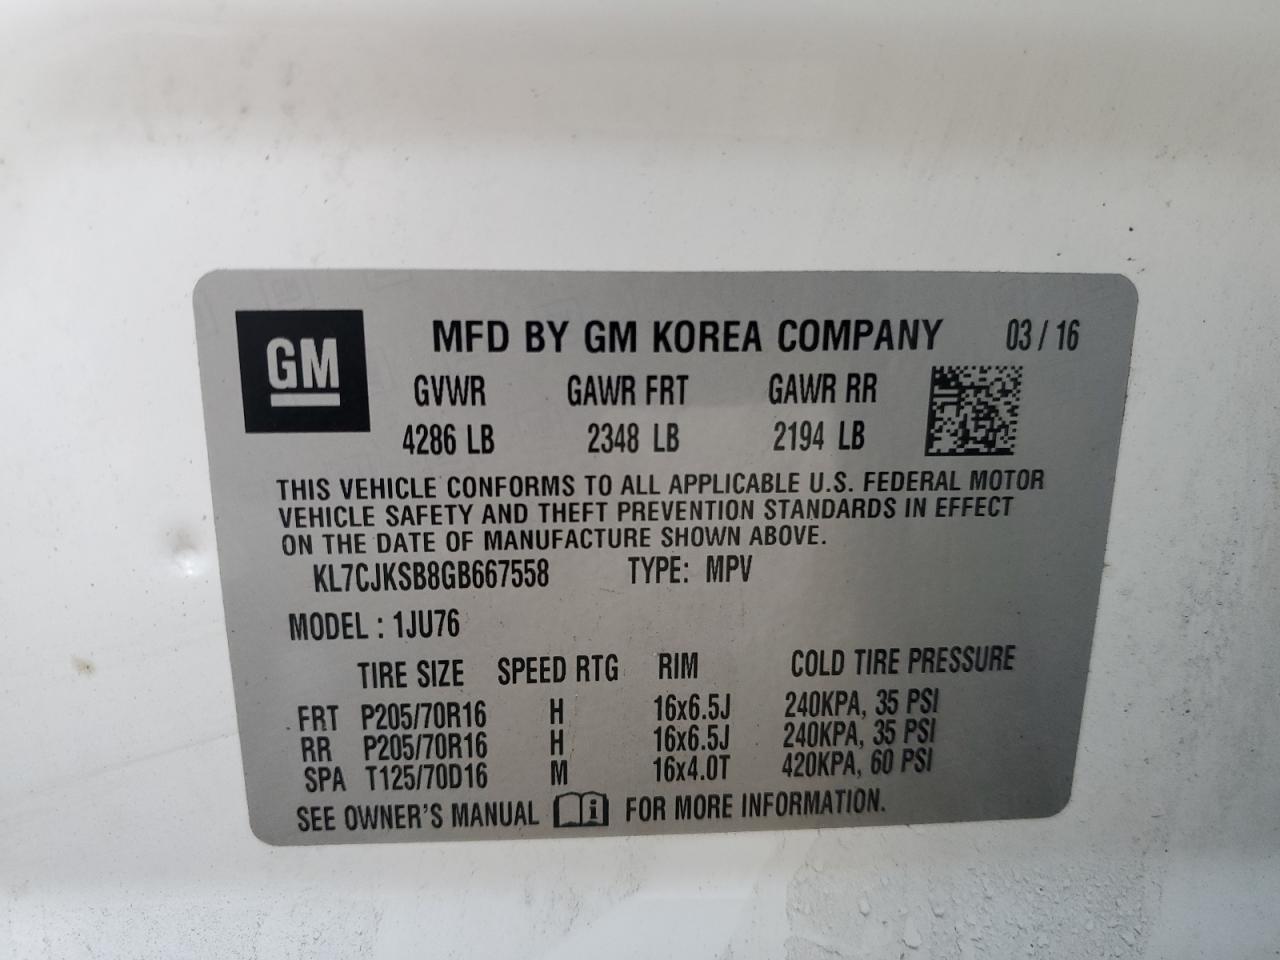 GM
MFD BY GM KOREA COMPANY 03 / 16
GVWR GAWR FRT GAWR RR
4286 LB 2348 LB 2194 LB
THIS VEHICLE CONFORMS TO ALL APPLICABLE U.S. FEDERAL MOTOR
VEHICLE SAFETY AND THEFT PREVENTION STANDARDS IN EFFECT
ON THE DATE OF MANUFACTURE SHOWN ABOVE.
KL7CJKSB8GB667558 TYPE: MPV
MODEL : 1JU76
TIRE SIZE SPEED RTG RIM COLD TIRE PRESSURE
FRT P205/70R16 H 16x6.5J 240KPA, 35 PSI
RR P205/70R16 H 16x6.5J 240KPA, 35 PSI
SPA T125/70D16 M 16x4.0T 420KPA, 60 PSI
SEE OWNER'S MANUAL i FOR MORE INFORMATION.